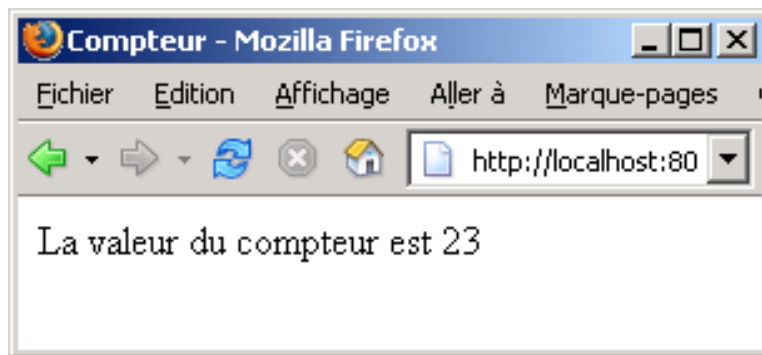 Compteur - Mozilla Firefox
Fichier Edition Affichage Aller à Marque-pages
http://localhost:80
La valeur du compteur est 23